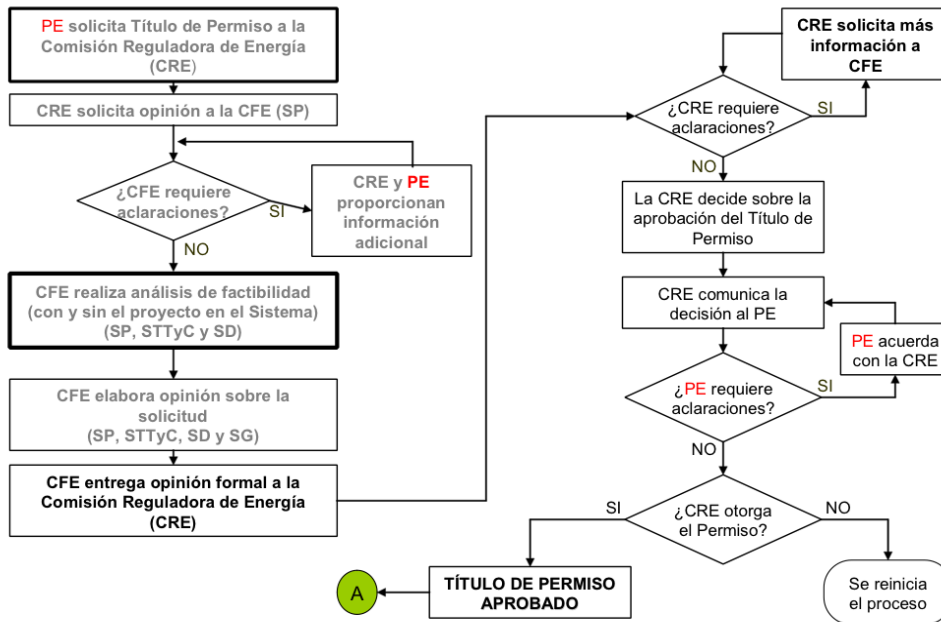 PE solicita Título de Permiso a la
Comisión Reguladora de Energía
(CRE)
CRE solicita opinión a la CFE (SP)
¿CFE requiere
aclaraciones?
SI
CRE y PE
proporcionan
información
adicional
NO
CFE realiza análisis de factibilidad
(con y sin el proyecto en el Sistema)
(SP, STTyC y SD)
CFE elabora opinión sobre la
solicitud
(SP, STTyC, SD y SG)
CFE entrega opinión formal a la
Comisión Reguladora de Energía
(CRE)
CRE solicita más
información a
CFE
¿CRE requiere
aclaraciones?
SI
NO
La CRE decide sobre la
aprobación del Título de
Permiso
CRE comunica la
decisión al PE
PE acuerda
con la CRE
¿PE requiere
aclaraciones?
SI
NO
¿CRE otorga
el Permiso?
SI
NO
TÍTULO DE PERMISO
APROBADO
A
Se reinicia
el proceso